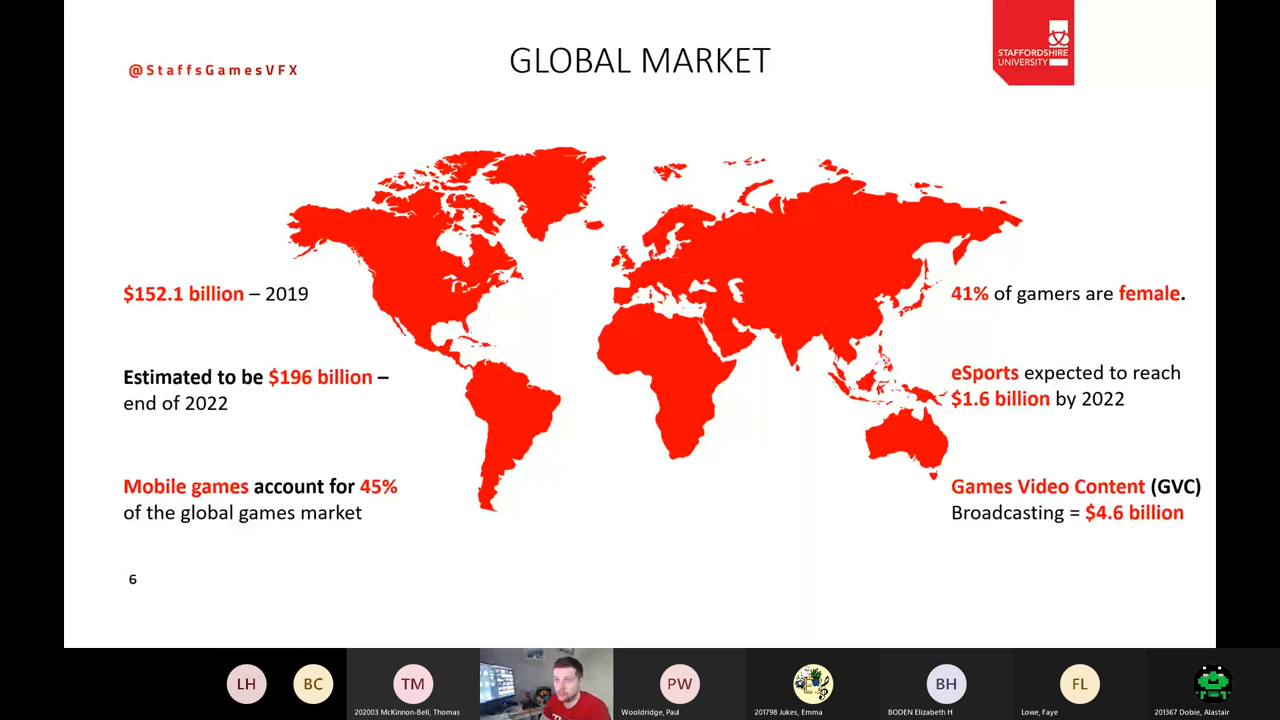 @StaffsGamesVFX
GLOBAL MARKET
STAFFORDSHIRE
UNIVERSITY
$152.1 billion – 2019
Estimated to be $196 billion –
end of 2022
Mobile games account for 45%
of the global games market
41% of gamers are female.
eSports expected to reach
$1.6 billion by 2022
Games Video Content (GVC)
Broadcasting = $4.6 billion
6
LH
BC
TM
202003 McKinnon-Bell, Thomas
PW
Wooldridge, Paul
201798 Jukes, Emma
BH
BODEN Elizabeth H
FL
Lowe, Faye
201367 Dobie, Alastair